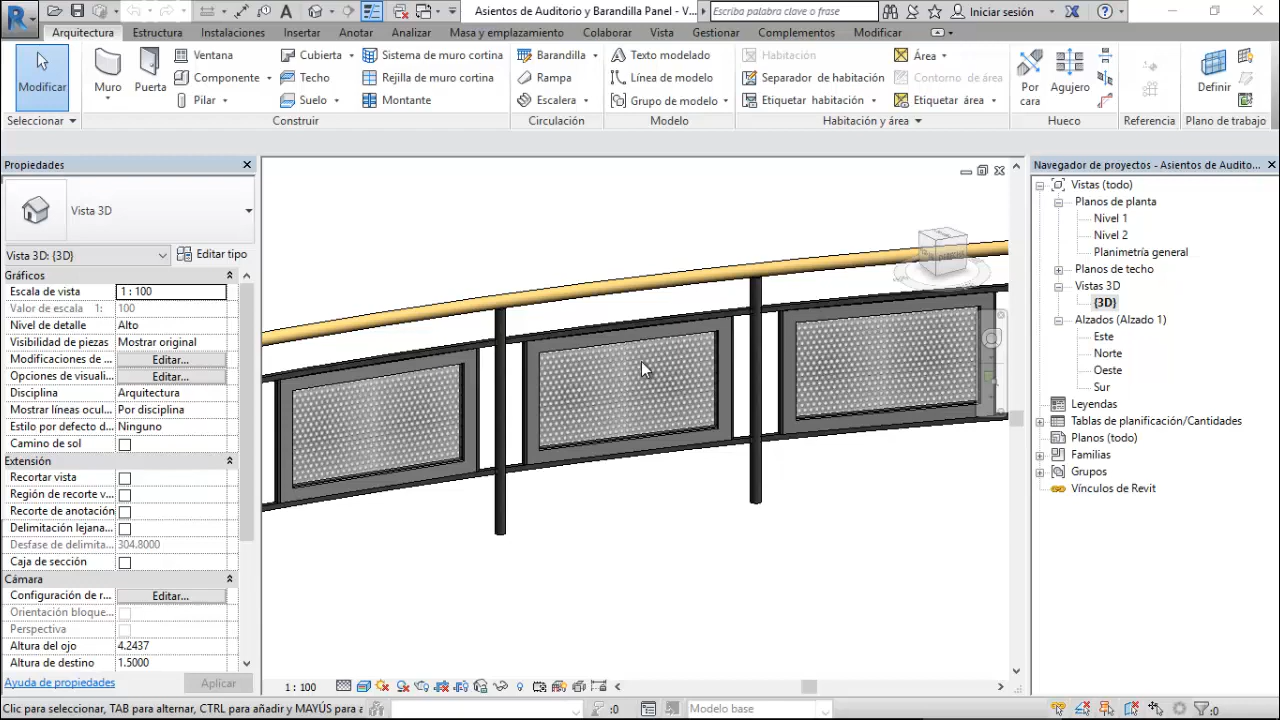 Asientos de Auditorio y Barandilla Panel - V...
Escriba palabra clave o frase
Iniciar sesión
Arquitectura Estructura Instalaciones Insertar Anotar Analizar Masa y emplazamiento Colaborar Vista Gestionar Complementos Modificar
Modificar
Muro
Puerta
Ventana
Componente
Pilar
Cubierta
Techo
Suelo
Sistema de muro cortina
Rejilla de muro cortina
Montante
Barandilla
Rampa
Escalera
Texto modelado
Línea de modelo
Grupo de modelo
Habitación
Separador de habitación
Etiquetar habitación
Área
Contorno de área
Etiquetar área
Por cara
Agujero
Definir
Seleccionar Construir Circulación Modelo Habitación y área Hueco Referencia Plano de trabajo
Propiedades
Vista 3D
Vista 3D: {3D}
Editar tipo
Gráficos
Escala de vista 1 : 100
Valor de escala 1: 100
Nivel de detalle Alto
Visibilidad de piezas Mostrar original
Modificaciones de ... Editar...
Opciones de visuali... Editar...
Disciplina Arquitectura
Mostrar líneas ocul... Por disciplina
Estilo por defecto d... Ninguno
Camino de sol
Extensión
Recortar vista
Región de recorte v...
Recorte de anotación
Delimitación lejana...
Desfase de delimita... 304.8000
Caja de sección
Cámara
Configuración de r... Editar...
Orientación bloque...
Perspectiva
Altura del ojo 4.2437
Altura de destino 1.5000
Ayuda de propiedades
Aplicar
1 : 100
Navegador de proyectos - Asientos de Audito...
Vistas (todo)
Planos de planta
Nivel 1
Nivel 2
Planimetría general
Planos de techo
Vistas 3D
{3D}
Alzados (Alzado 1)
Este
Norte
Oeste
Sur
Leyendas
Tablas de planificación/Cantidades
Planos (todo)
Familias
Grupos
Vínculos de Revit
Clic para seleccionar, TAB para alternar, CTRL para añadir y MAYÚS para a
:0
Modelo base
:0